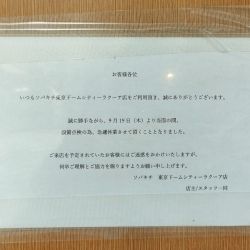 お客様各位
いつもソバキチ東京ドームシティーラクーア店をご利用頂き、誠にありがとうございます。
誠に勝手ながら、9月19日（木）より当面の間、
設備点検の為、急遽休業させて頂くこととなりました。
ご来店を予定されていたお客様にはご迷惑をおかけいたしますが、
何卒ご理解とご協力を賜りますようお願い申し上げます。
ソバキチ　東京ドームシティーラクーア店
店主/スタッフ一同